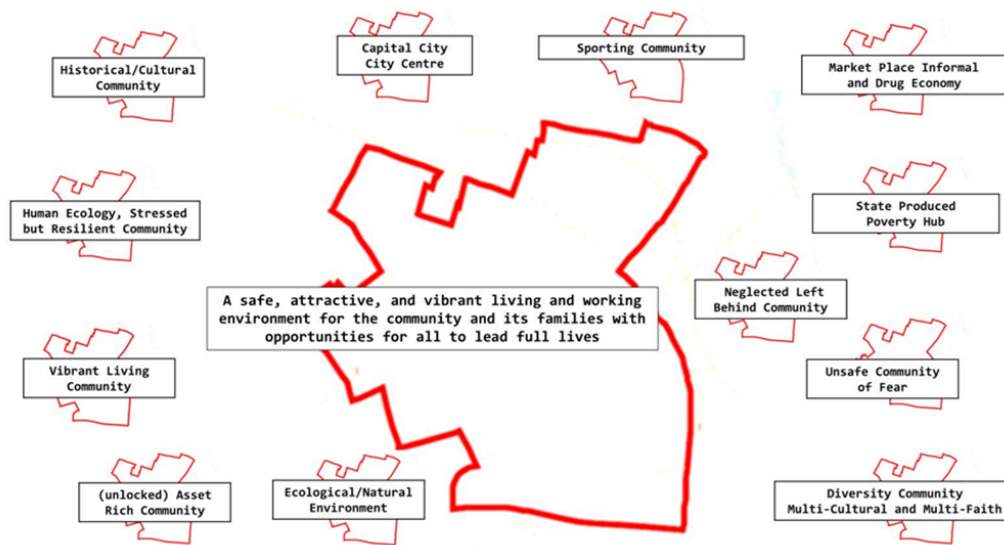 Historical/Cultural
Community
Capital City
City Centre
Sporting Community
Market Place Informal
and Drug Economy
Human Ecology, Stressed
but Resilient Community
State Produced
Poverty Hub
Neglected Left
Behind Community
A safe, attractive, and vibrant living and working
environment for the community and its families with
opportunities for all to lead full lives
Vibrant Living
Community
Unsafe Community
of Fear
(unlocked) Asset
Rich Community
Ecological/Natural
Environment
Diversity Community
Multi-Cultural and Multi-Faith